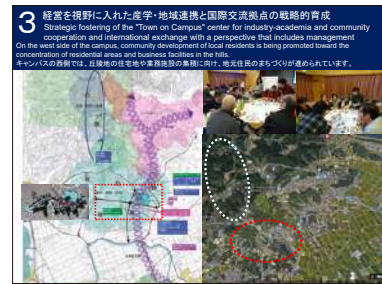 3
経営を視野に入れた産学・地域連携と国際交流拠点の戦略的育成
Strategic fostering of the "Town on Campus" center for industry-academia and community
cooperation and international exchange with a perspective that includes management
On the west side of the campus, community development of local residents is being promoted toward the
concentration of residential areas and business facilities in the hills.
キャンパスの西側では、丘陵地の住宅地や業務施設の集積に向け、地元住民のまちづくりが進められています。